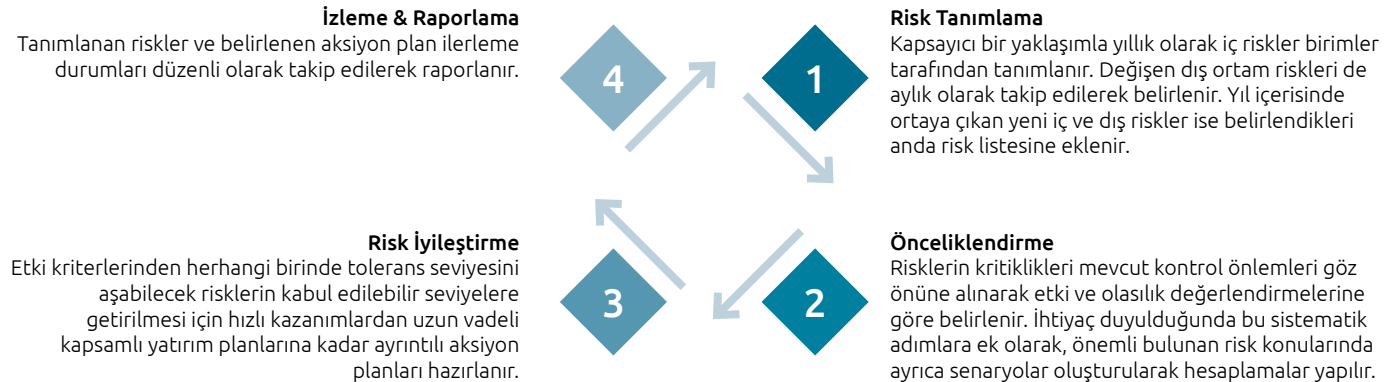 İzleme & Raporlama
Tanımlanan riskler ve belirlenen aksiyon plan ilerleme
durumları düzenli olarak takip edilerek raporlanır.
4
1
Risk Tanımlama
Kapsayıcı bir yaklaşımla yıllık olarak iç riskler birimler
tarafından tanımlanır. Değişen dış ortam riskleri de
aylık olarak takip edilerek belirlenir. Yıl içerisinde
ortaya çıkan yeni iç ve dış riskler ise belirlendikleri
anda risk listesine eklenir.
Risk İyileştirme
Etki kriterlerinden herhangi birinde tolerans seviyesini
aşabilecek risklerin kabul edilebilir seviyelere
getirilmesi için hızlı kazanımlardan uzun vadeli
kapsamlı yatırım planlarına kadar ayrıntılı aksiyon
planları hazırlanır.
3
2
Önceliklendirme
Risklerin kritiklikleri mevcut kontrol önlemleri göz
önüne alınarak etki ve olasılık değerlendirmelerine
göre belirlenir. İhtiyaç duyulduğunda bu sistematik
adımlara ek olarak, önemli bulunan risk konularında
ayrıca senaryolar oluşturularak hesaplamalar yapılır.